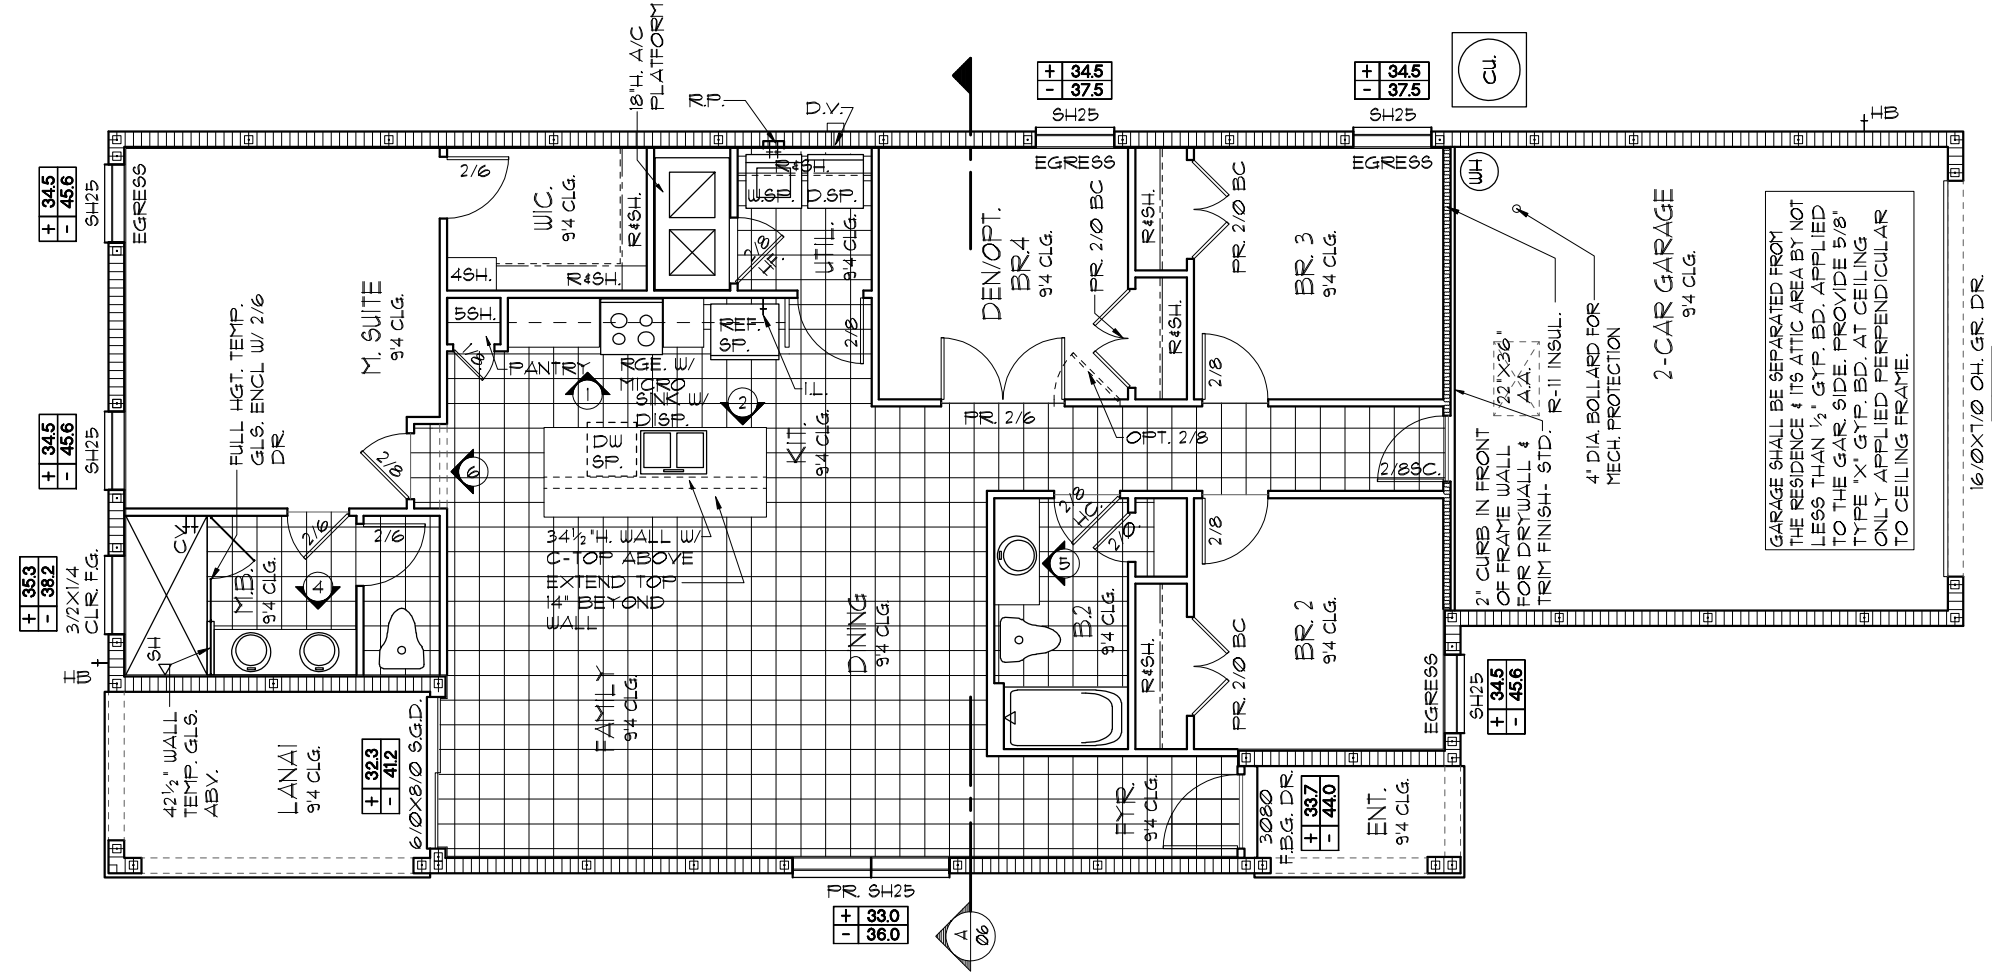 18"H. A/C
PLATFORM
R.P.
D.V.
+ 34.5
- 37.5
SH25
+ 34.5
- 37.5
SH25
CU.
HB
+ 34.5
- 45.6
SH25
EGRESS
2/6
W.I.C.
9'4 CLG.
R&SH.
R&SH.
4SH.
R&SH.
W.SP.
D.SP.
2/8
H.F.
UTIL.
9'4 CLG.
EGRESS
DEN/OPT.
BR.4
9'4 CLG.
PR. 2/0 BC
R&SH.
R&SH.
PR. 2/0 BC
EGRESS
BR. 3
9'4 CLG.
WH
2-CAR GARAGE
9'4 CLG.
GARAGE SHALL BE SEPARATED FROM
THE RESIDENCE & ITS ATTIC AREA BY NOT
LESS THAN 1/2" GYP. BD. APPLIED
TO THE GAR. SIDE. PROVIDE 5/8"
TYPE "X" GYP. BD. AT CEILING
ONLY APPLIED PERPENDICULAR
TO CEILING FRAME.
16/0X7/0 OH. GR. DR.
M. SUITE
9'4 CLG.
FULL HGT. TEMP.
GLS. ENCL W/ 2/6
DR.
5SH.
1/8
PANTRY
RGE. W/
MICRO
SINK W/
DISP.
REF.
SP.
I.F.
2/8
1
2
KIT.
9'4 CLG.
DW
SP.
6
2/8
PR. 2/6
OPT. 2/8
2/8
2/8SC.
22"X36"
A.A.
R-11 INSUL.
4" DIA. BOLLARD FOR
MECH. PROTECTION
2" CURB IN FRONT
OF FRAME WALL
FOR DRYWALL &
TRIM FINISH - STD.
+ 34.5
- 45.6
SH25
+ 35.3
- 38.2
3/2X1/4
CLR. F.G.
HB
CV
SH
M.B.
9'4 CLG.
2/6
2/6
4
34 1/2"H. WALL W/
C-TOP ABOVE
EXTEND TOP
14" BEYOND
WALL
FAMILY
9'4 CLG.
DINING
9'4 CLG.
2/8
HC.
2/0
5
B.2
9'4 CLG.
R&SH.
2/8
PR. 2/0 BC
BR. 2
9'4 CLG.
EGRESS
SH25
+ 34.5
- 45.6
42 1/2" WALL
TEMP. GLS.
ABV.
LANAI
9'4 CLG.
+ 32.3
- 41.2
6/0X8/0 S.G.D.
FYR.
9'4 CLG.
3080
F.B.G. DR.
+ 33.7
- 44.0
ENT.
9'4 CLG.
PR. SH25
+ 33.0
- 36.0
A
06